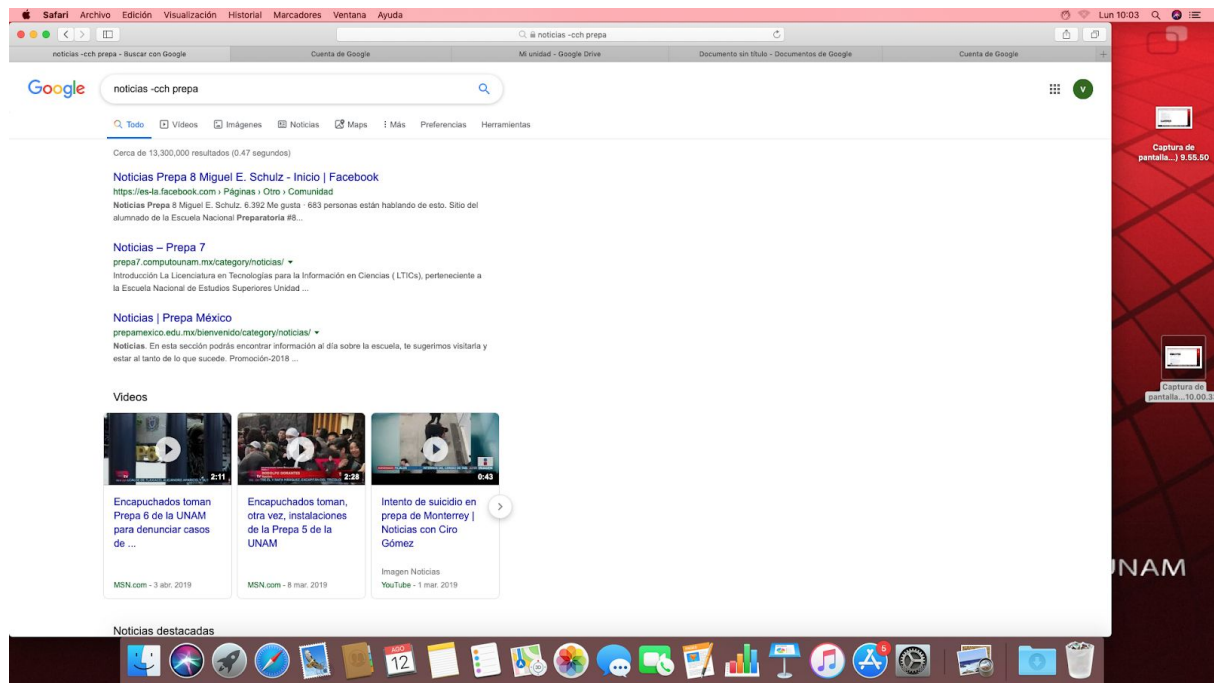 Safari Archivo Edición Visualización Historial Marcadores Ventana Ayuda
Lun 10:03
noticias -cch prepa
noticias -cch prepa - Buscar con Google
Cuenta de Google
Mi unidad - Google Drive
Documento sin título - Documentos de Google
Cuenta de Google
Google
noticias -cch prepa
V
Todo Vídeos Imágenes Noticias Maps Más Preferencias Herramientas
Cerca de 13,300,000 resultados (0.47 segundos)
Noticias Prepa 8 Miguel E. Schulz - Inicio | Facebook
https://es-la.facebook.com › Páginas › Otro › Comunidad
Noticias Prepa 8 Miguel E. Schulz. 6.392 Me gusta · 683 personas están hablando de esto. Sitio del
alumnado de la Escuela Nacional Preparatoria #8...
Noticias – Prepa 7
prepa7.computounam.mx/category/noticias/
Introducción La Licenciatura en Tecnologías para la Información en Ciencias ( LTICs), perteneciente a
la Escuela Nacional de Estudios Superiores Unidad ...
Noticias | Prepa México
prepamexico.edu.mx/bienvenido/category/noticias/
Noticias. En esta sección podrás encontrar información al día sobre la escuela, te sugerimos visitarla y
estar al tanto de lo que sucede. Promoción-2018 ...
Videos
2:11
Encapuchados toman
Prepa 6 de la UNAM
para denunciar casos
de ...
MSN.com - 3 abr. 2019
2:28
Encapuchados toman,
otra vez, instalaciones
de la Prepa 5 de la
UNAM
MSN.com - 8 mar. 2019
0:43
Intento de suicidio en
prepa de Monterrey |
Noticias con Ciro
Gómez
Imagen Noticias
YouTube - 1 mar. 2019
Noticias destacadas
Captura de
pantalla...) 9.55.50
Captura de
pantalla...10.00.3
UNAM
AGO
12
5